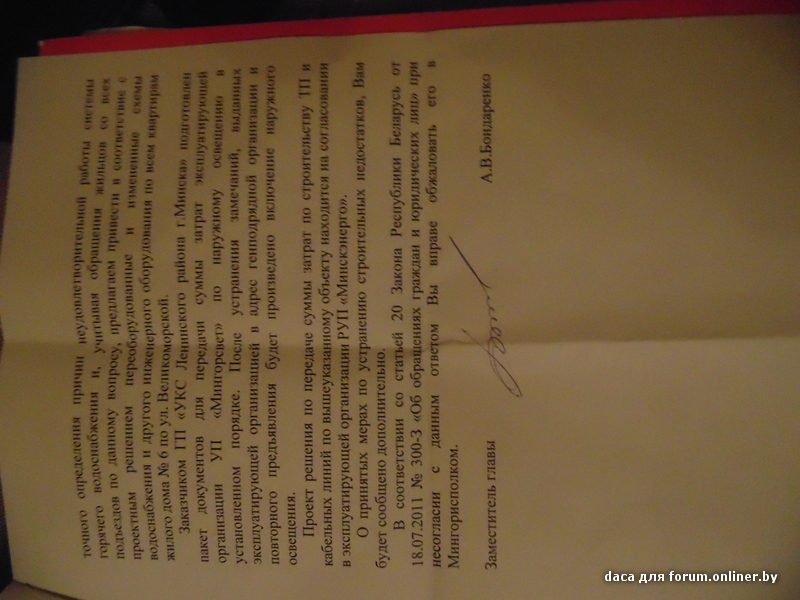 точного определения причин неудовлетворительной работы системы
горячего водоснабжения и, учитывая обращения жильцов со всех
подъездов по данному вопросу, предлагаем привести в соответствие с
проектным решением переоборудованные и измененные схемы
водоснабжения и другого инженерного оборудования по всем квартирам
жилого дома № 6 по ул. Великоморской.
Заказчиком ГП «УКС Ленинского района г.Минска» подготовлен
пакет документов для передачи суммы затрат эксплуатирующей
организации УП «Мингорсвет» по наружному освещению в
установленном порядке. После устранения замечаний, выданных
эксплуатирующей организацией в адрес генподрядной организации и
повторного предъявления будет произведено включение наружного
освещения.
Проект решения по передаче суммы затрат по строительству ТП и
кабельных линий по вышеуказанному объекту находится на согласовании
в эксплуатирующей организации РУП «Минскэнерго».
О принятых мерах по устранению строительных недостатков, Вам
будет сообщено дополнительно.
В соответствии со статьей 20 Закона Республики Беларусь от
18.07.2011 № 300-З «Об обращениях граждан и юридических лиц» при
несогласии с данным ответом Вы вправе обжаловать его в
Мингорисполком.
Заместитель главы А.В.Бондаренко
daca для forum.onliner.by